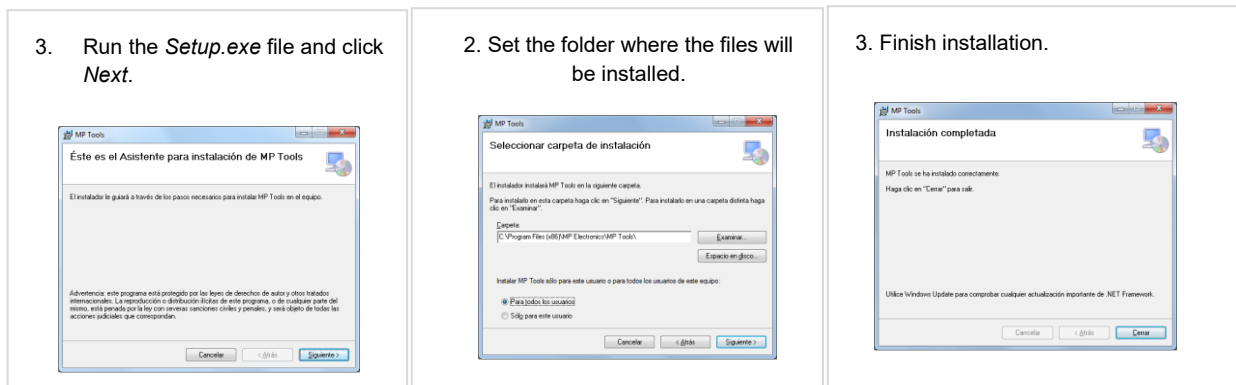 3. Run the Setup.exe file and click
Next.
MP Tools
Éste es el Asistente para instalación de MP Tools
El instalador le guiará a través de los pasos necesarios para instalar MP Tools en el equipo.
Advertencia: este programa está protegido por las leyes de derechos de autor y otros tratados
internacionales. La reproducción o distribución ilícitas de este programa, o de cualquier parte del
mismo, está penada por la ley con severas sanciones civiles y penales, y será objeto de todas las
acciones judiciales que correspondan.
Cancelar
< Atrás
Siguiente >
2. Set the folder where the files will
be installed.
MP Tools
Seleccionar carpeta de instalación
El instalador instalará MP Tools en la siguiente carpeta.
Para instalarlo en esta carpeta haga clic en "Siguiente". Para instalarlo en una carpeta distinta haga
clic en "Examinar".
Carpeta:
C:\Program Files (x86)\MP Electronics\MP Tools\
Examinar...
Espacio en disco...
Instalar MP Tools sólo para este usuario o para todos los usuarios de este equipo:
Para todos los usuarios
Sólo para este usuario
Cancelar
< Atrás
Siguiente >
3. Finish installation.
MP Tools
Instalación completada
MP Tools se ha instalado correctamente.
Haga clic en "Cerrar" para salir.
Utilice Windows Update para comprobar cualquier actualización importante de .NET Framework.
Cancelar
< Atrás
Cerrar